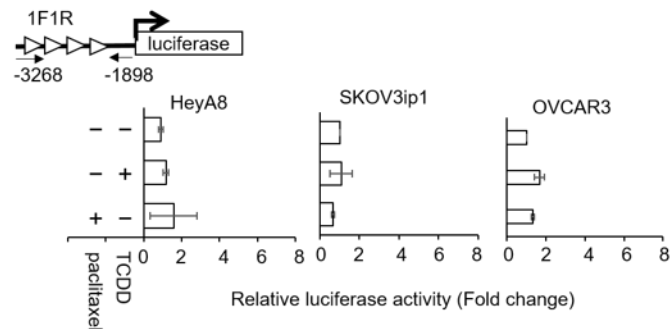 1F1R
luciferase
-3268 -1898
HeyA8 SKOV3ip1 OVCAR3
− −
− +
+ −
0 2 4 6 8 0 2 4 6 8 0 2 4 6 8
paclitaxel
TCDD
Relative luciferase activity (Fold change)